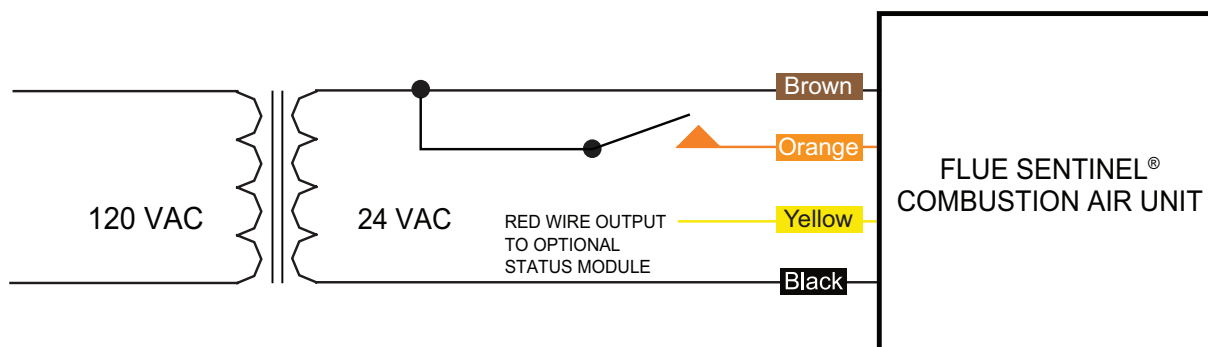 Brown
Orange
FLUE SENTINEL®
COMBUSTION AIR UNIT
120 VAC
24 VAC
RED WIRE OUTPUT
TO OPTIONAL
STATUS MODULE
Yellow
Black